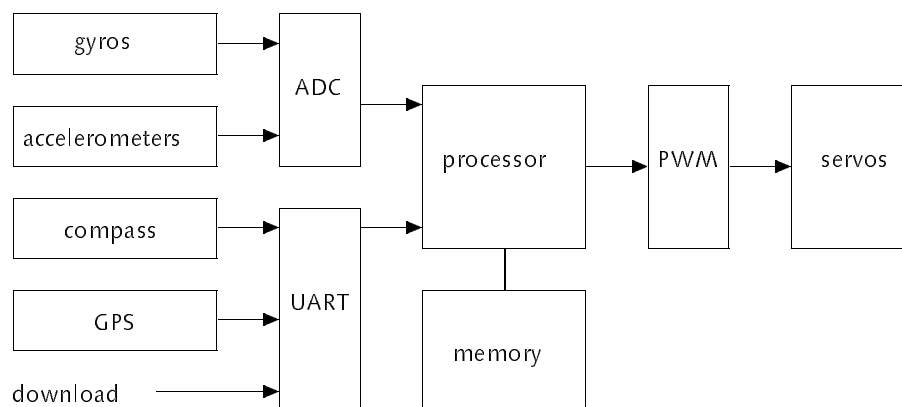 gyros
ADC
accelerometers
processor
PWM
servos
compass
UART
GPS
memory
download